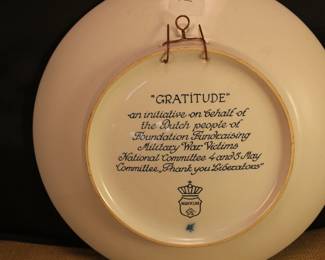 "GRATITUDE"
an initiative on behalf of
the Dutch people of
Foundation Fundraising
Military War Victims
National Committee 4 and 5 May
Committee "Thank you Liberators"